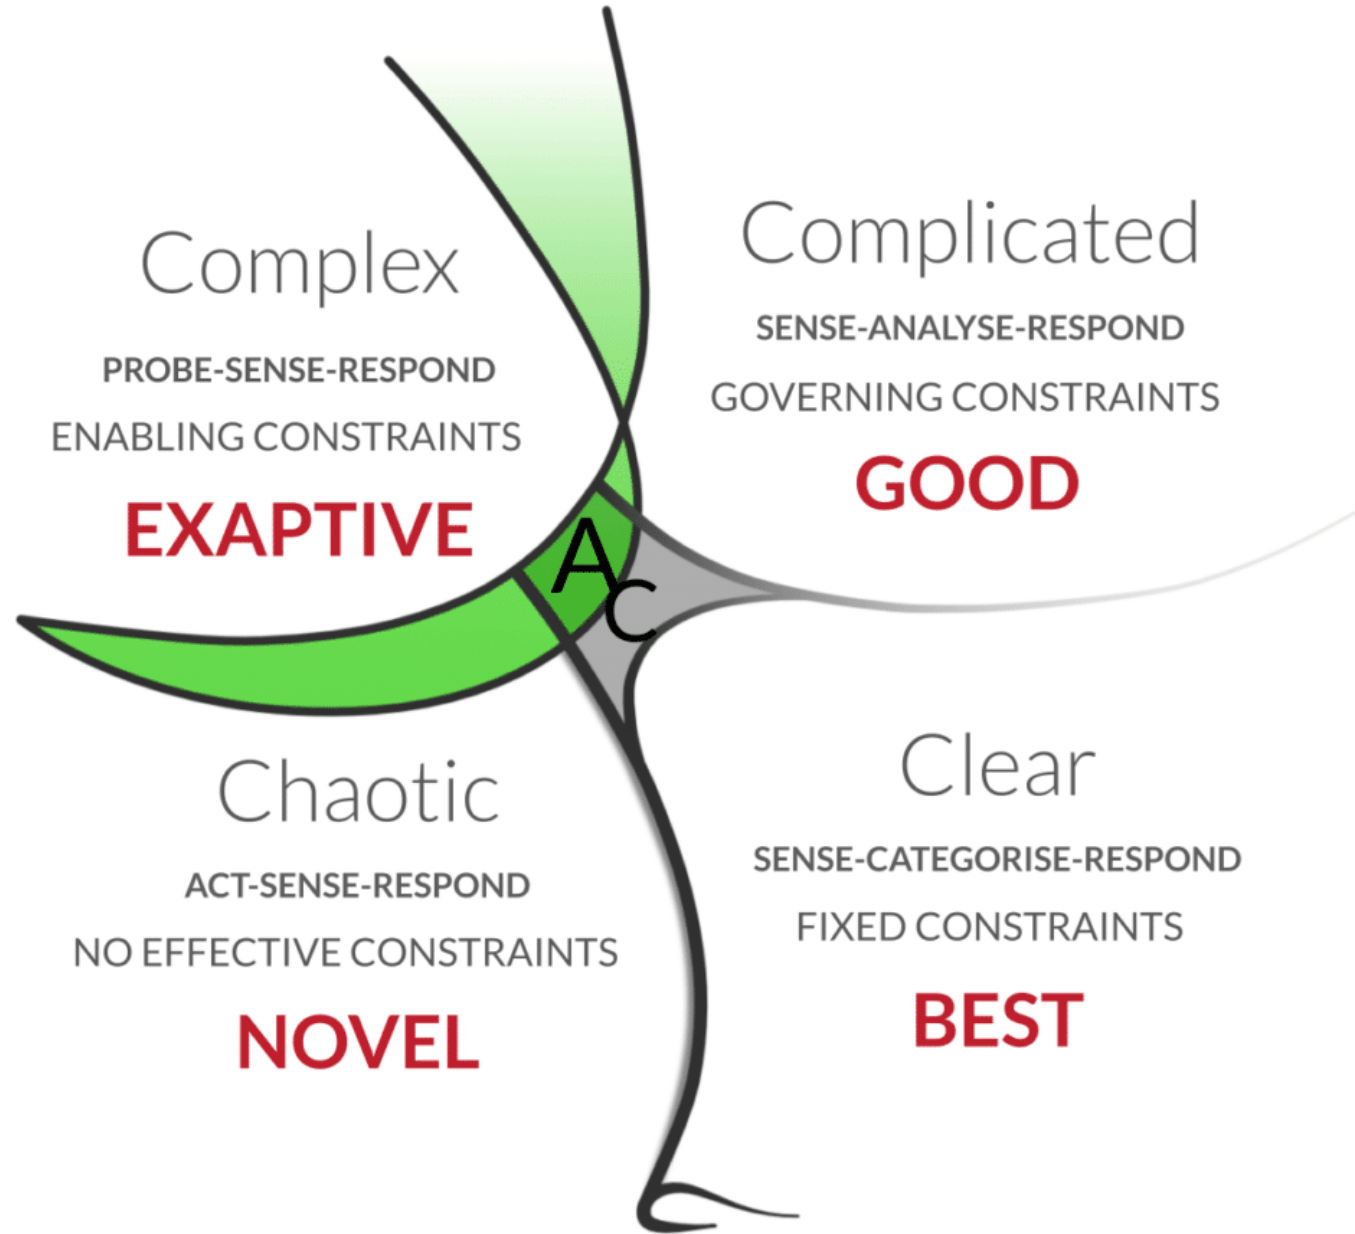 Complex
PROBE-SENSE-RESPOND
ENABLING CONSTRAINTS
EXAPTIVE
Complicated
SENSE-ANALYSE-RESPOND
GOVERNING CONSTRAINTS
GOOD
A
C
Chaotic
ACT-SENSE-RESPOND
NO EFFECTIVE CONSTRAINTS
NOVEL
Clear
SENSE-CATEGORISE-RESPOND
FIXED CONSTRAINTS
BEST